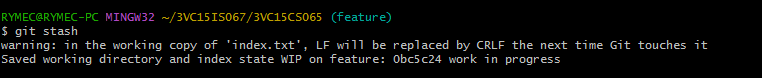 RYMEC@RYMEC-PC MINGW32 ~/3VC15IS067/3VC15CS065 (feature)
$ git stash
warning: in the working copy of 'index.txt', LF will be replaced by CRLF the next time Git touches it
Saved working directory and index state WIP on feature: 0bc5c24 work in progress